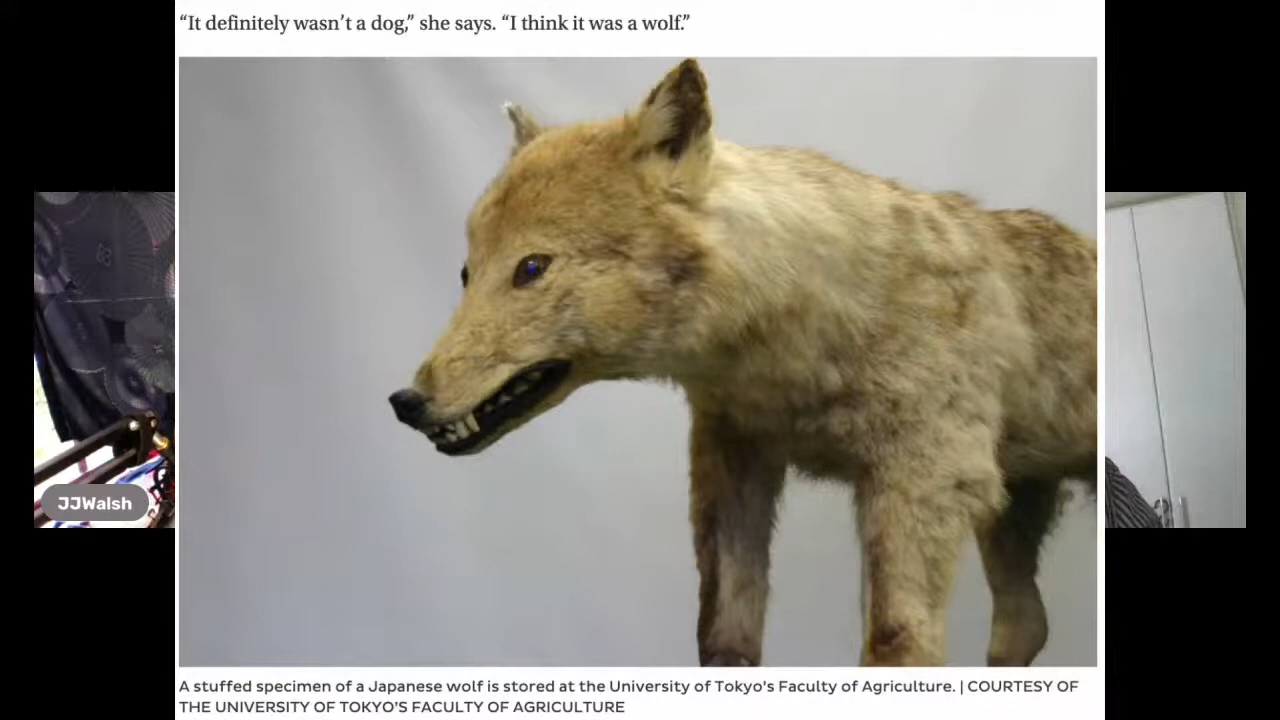 “It definitely wasn’t a dog,” she says. “I think it was a wolf.”
JJWalsh
A stuffed specimen of a Japanese wolf is stored at the University of Tokyo’s Faculty of Agriculture. | COURTESY OF
THE UNIVERSITY OF TOKYO’S FACULTY OF AGRICULTURE